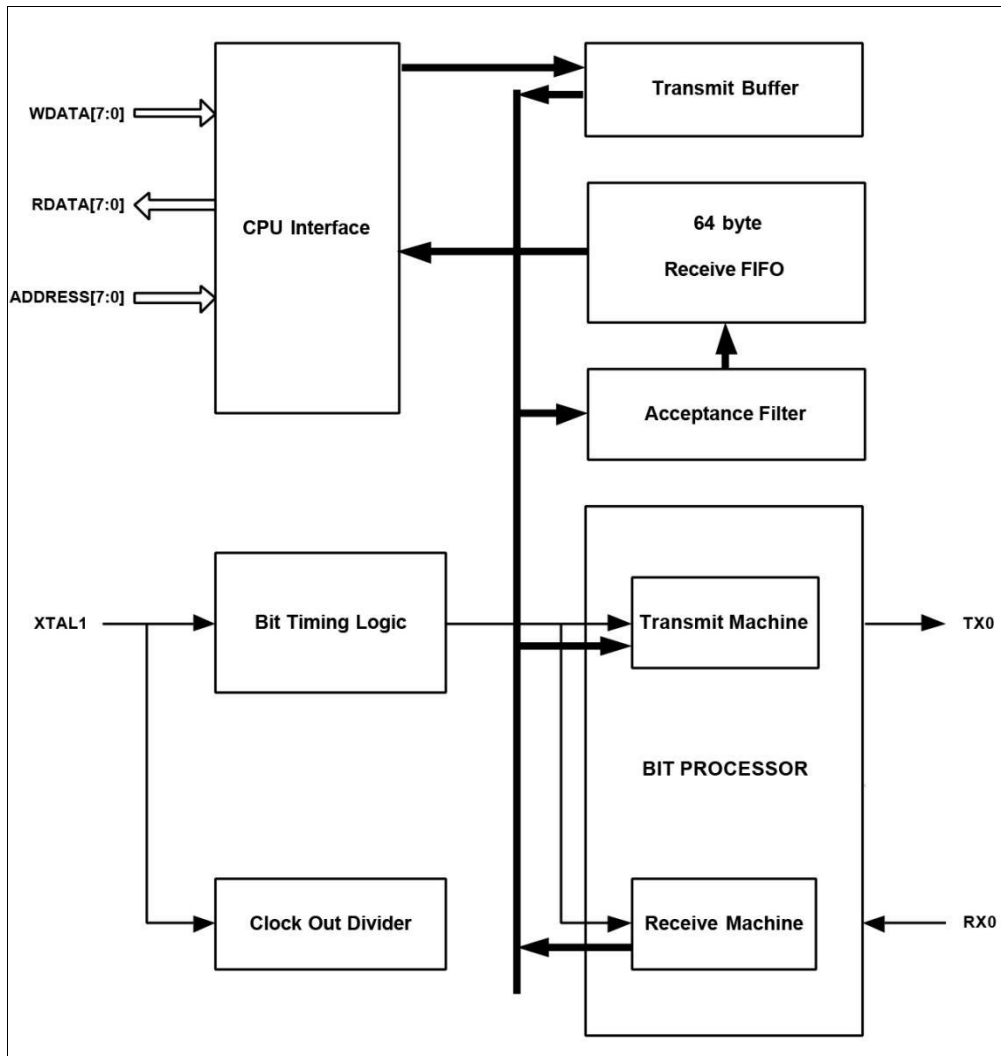 WDATA[7:0]
RDATA[7:0]
ADDRESS[7:0]
CPU Interface
Transmit Buffer
64 byte
Receive FIFO
Acceptance Filter
XTAL1
Bit Timing Logic
Transmit Machine
TX0
BIT PROCESSOR
Clock Out Divider
Receive Machine
RX0